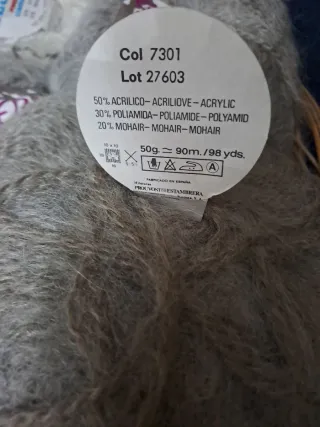 Col 7301
Lot 27603
50% ACRILICO - ACRILIOVE - ACRYLIC
30% POLIAMIDA - POLIAMIDE - POLYAMID
20% MOHAIR - MOHAIR - MOHAIR
50g. = 90m./98 yds.
A
FABRICADO EN ESPAÑA